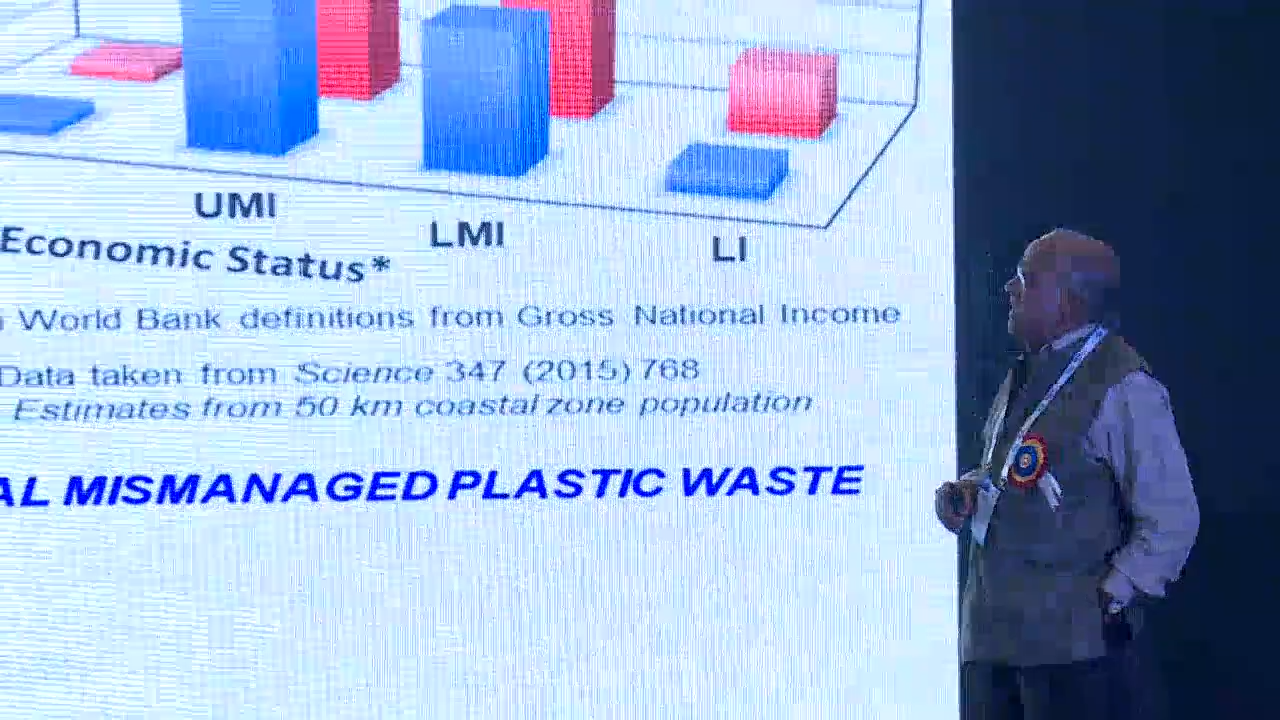 UMI
LMI
LI
Economic Status*
World Bank definitions from Gross National Income
Data taken from Science 347 (2015) 768
Estimates from 50 km coastal zone population
AL MISMANAGED PLASTIC WASTE